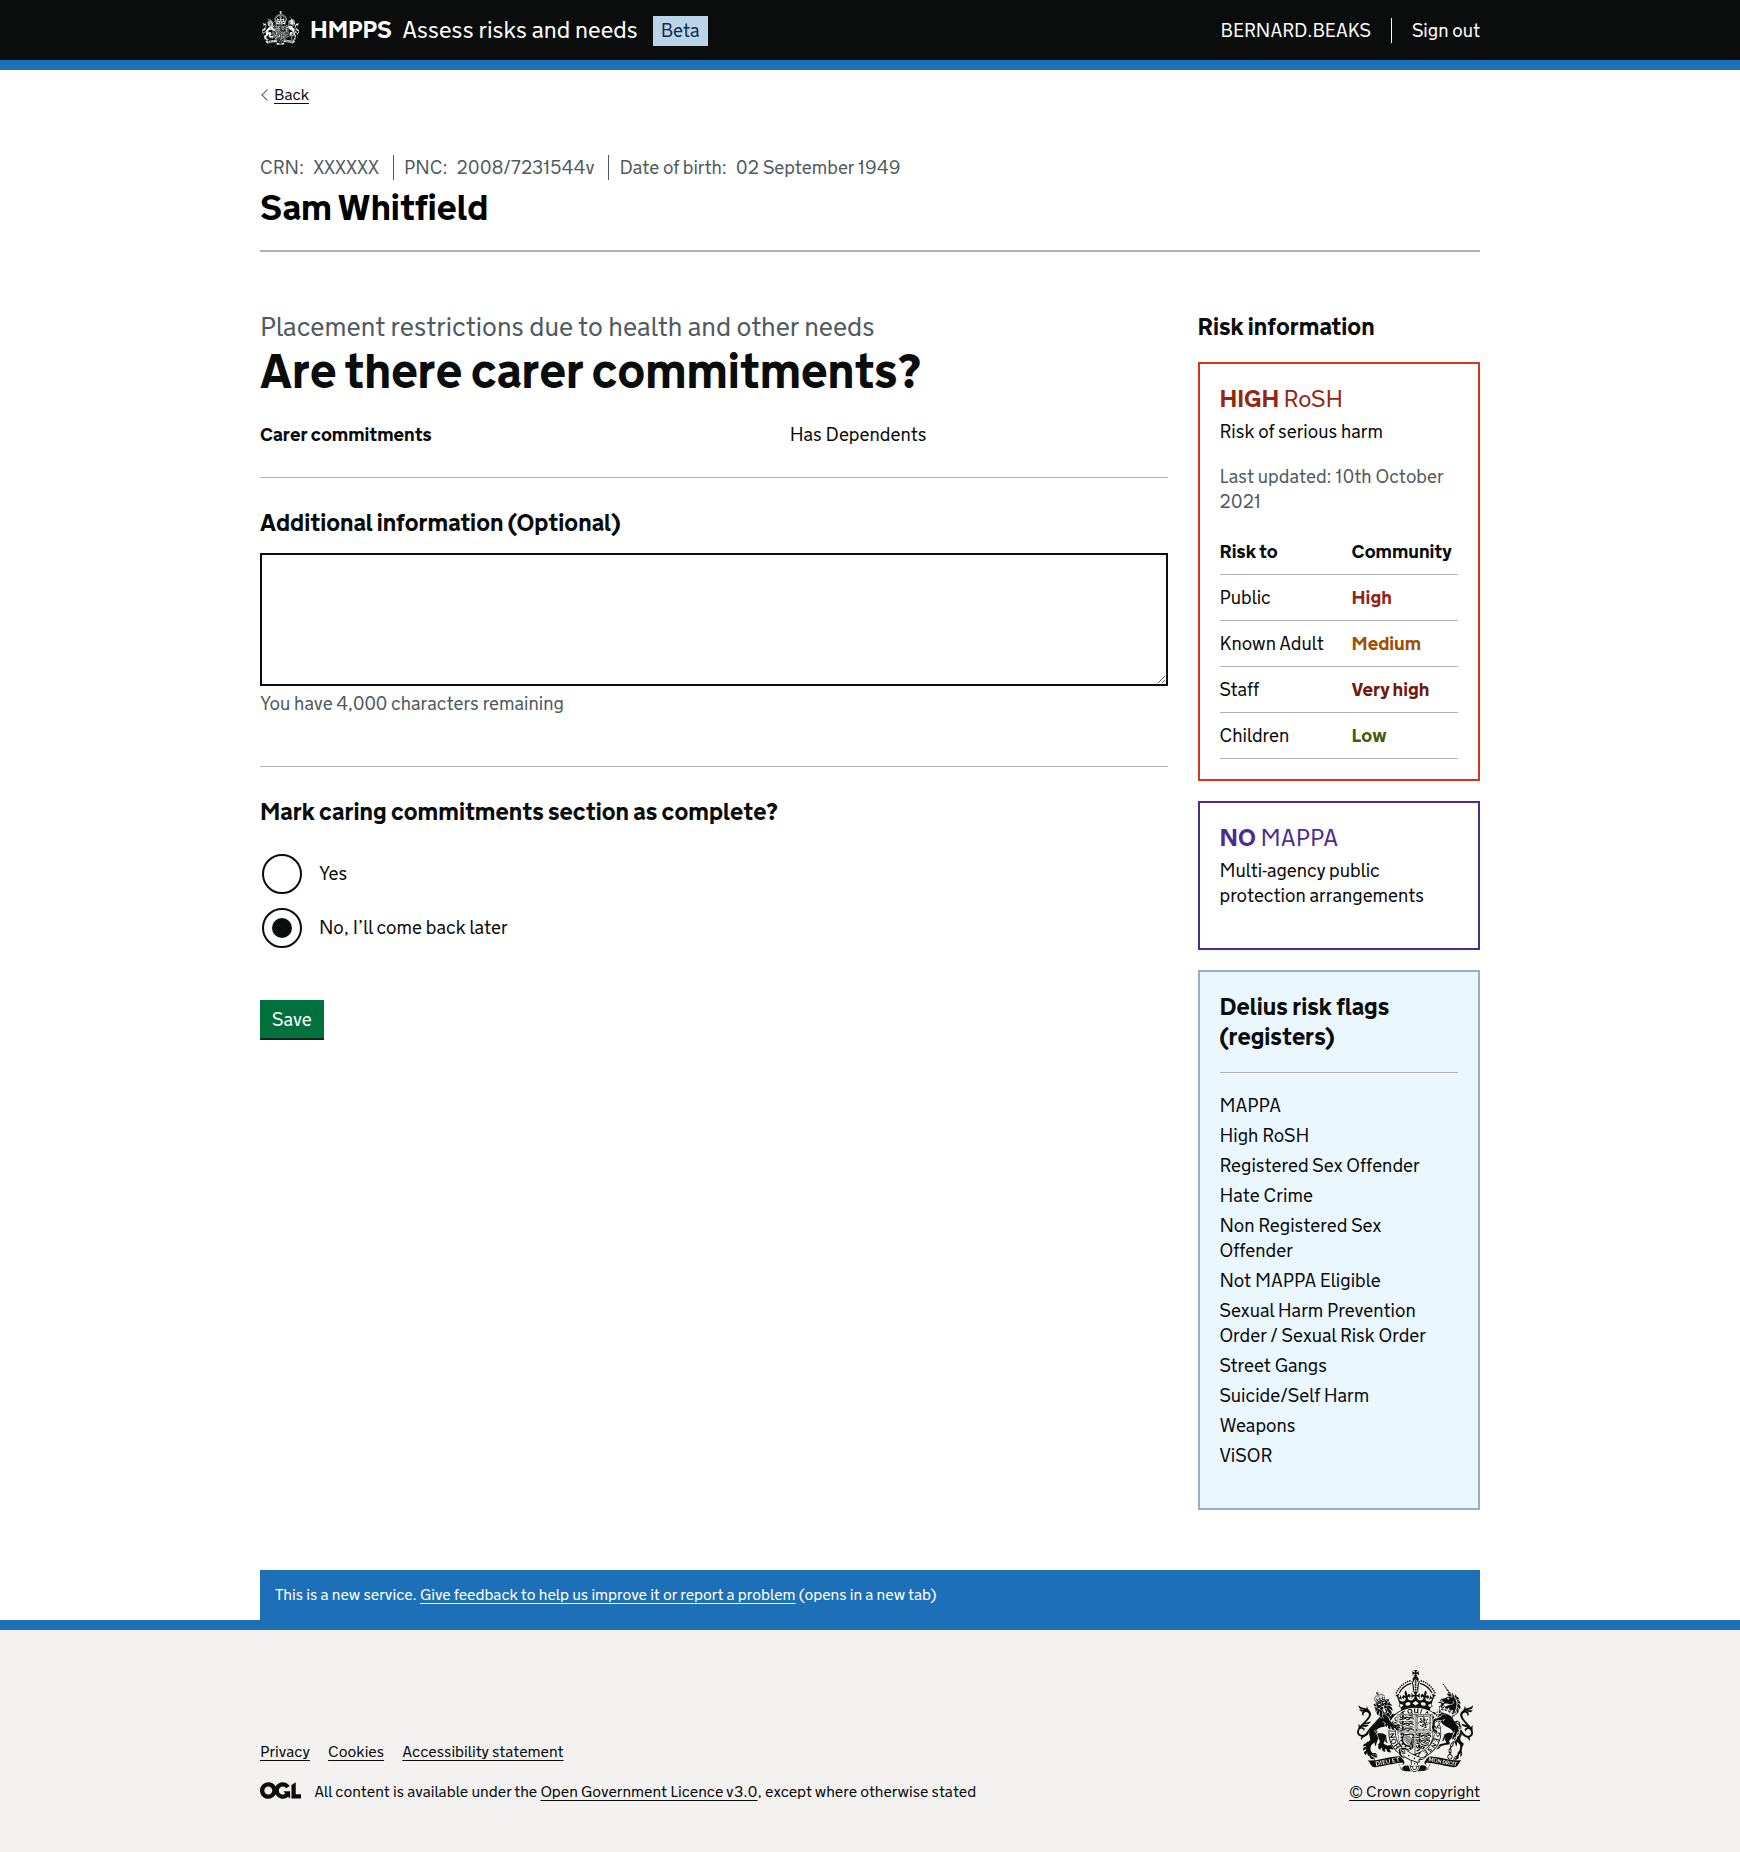 HMPPS Assess risks and needs Beta
BERNARD.BEAKS Sign out
Back
CRN: XXXXXX PNC: 2008/7231544v Date of birth: 02 September 1949
Sam Whitfield
Placement restrictions due to health and other needs
Are there carer commitments?
Carer commitments Has Dependents
Additional information (Optional)
You have 4,000 characters remaining
Mark caring commitments section as complete?
Yes
No, I’ll come back later
Save
Risk information
HIGH RoSH
Risk of serious harm
Last updated: 10th October
2021
Risk to Community
Public High
Known Adult Medium
Staff Very high
Children Low
NO MAPPA
Multi-agency public
protection arrangements
Delius risk flags
(registers)
MAPPA
High RoSH
Registered Sex Offender
Hate Crime
Non Registered Sex
Offender
Not MAPPA Eligible
Sexual Harm Prevention
Order / Sexual Risk Order
Street Gangs
Suicide/Self Harm
Weapons
ViSOR
This is a new service. Give feedback to help us improve it or report a problem (opens in a new tab)
Privacy Cookies Accessibility statement
OGL All content is available under the Open Government Licence v3.0, except where otherwise stated
DIEU ET MON DROIT
© Crown copyright